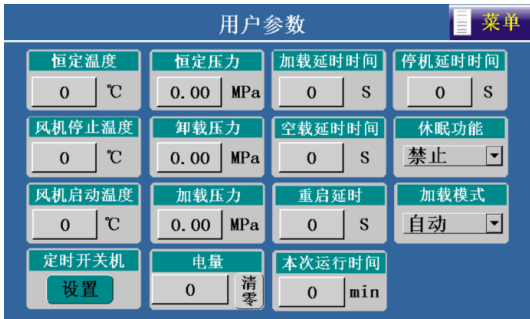 用户参数
菜单
恒定温度 恒定压力 加载延时时间 停机延时时间
0 ℃ 0.00 MPa 0 S 0 S
风机停止温度 卸载压力 空载延时时间 休眠功能
0 ℃ 0.00 MPa 0 S 禁止
风机启动温度 加载压力 重启延时 加载模式
0 ℃ 0.00 MPa 0 S 自动
定时开关机 电量 本次运行时间
设置 0 清零 0 min